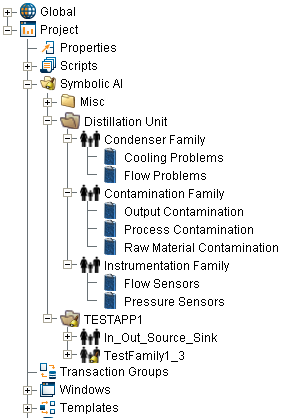 Global
Project
Properties
Scripts
Symbolic AI
Misc
Distillation Unit
Condenser Family
Cooling Problems
Flow Problems
Contamination Family
Output Contamination
Process Contamination
Raw Material Contamination
Instrumentation Family
Flow Sensors
Pressure Sensors
TESTAPP1
In_Out_Source_Sink
TestFamily1_3
Transaction Groups
Windows
Templates